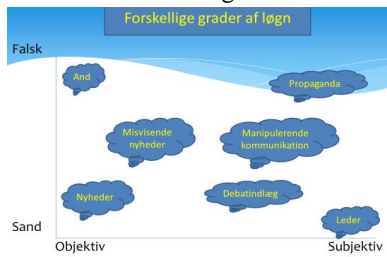 Forskellige grader af løgn
Falsk
And
Propaganda
Misvisende
nyheder
Manipulerende
kommunikation
Nyheder
Debatindlæg
Leder
Sand
Objektiv
Subjektiv